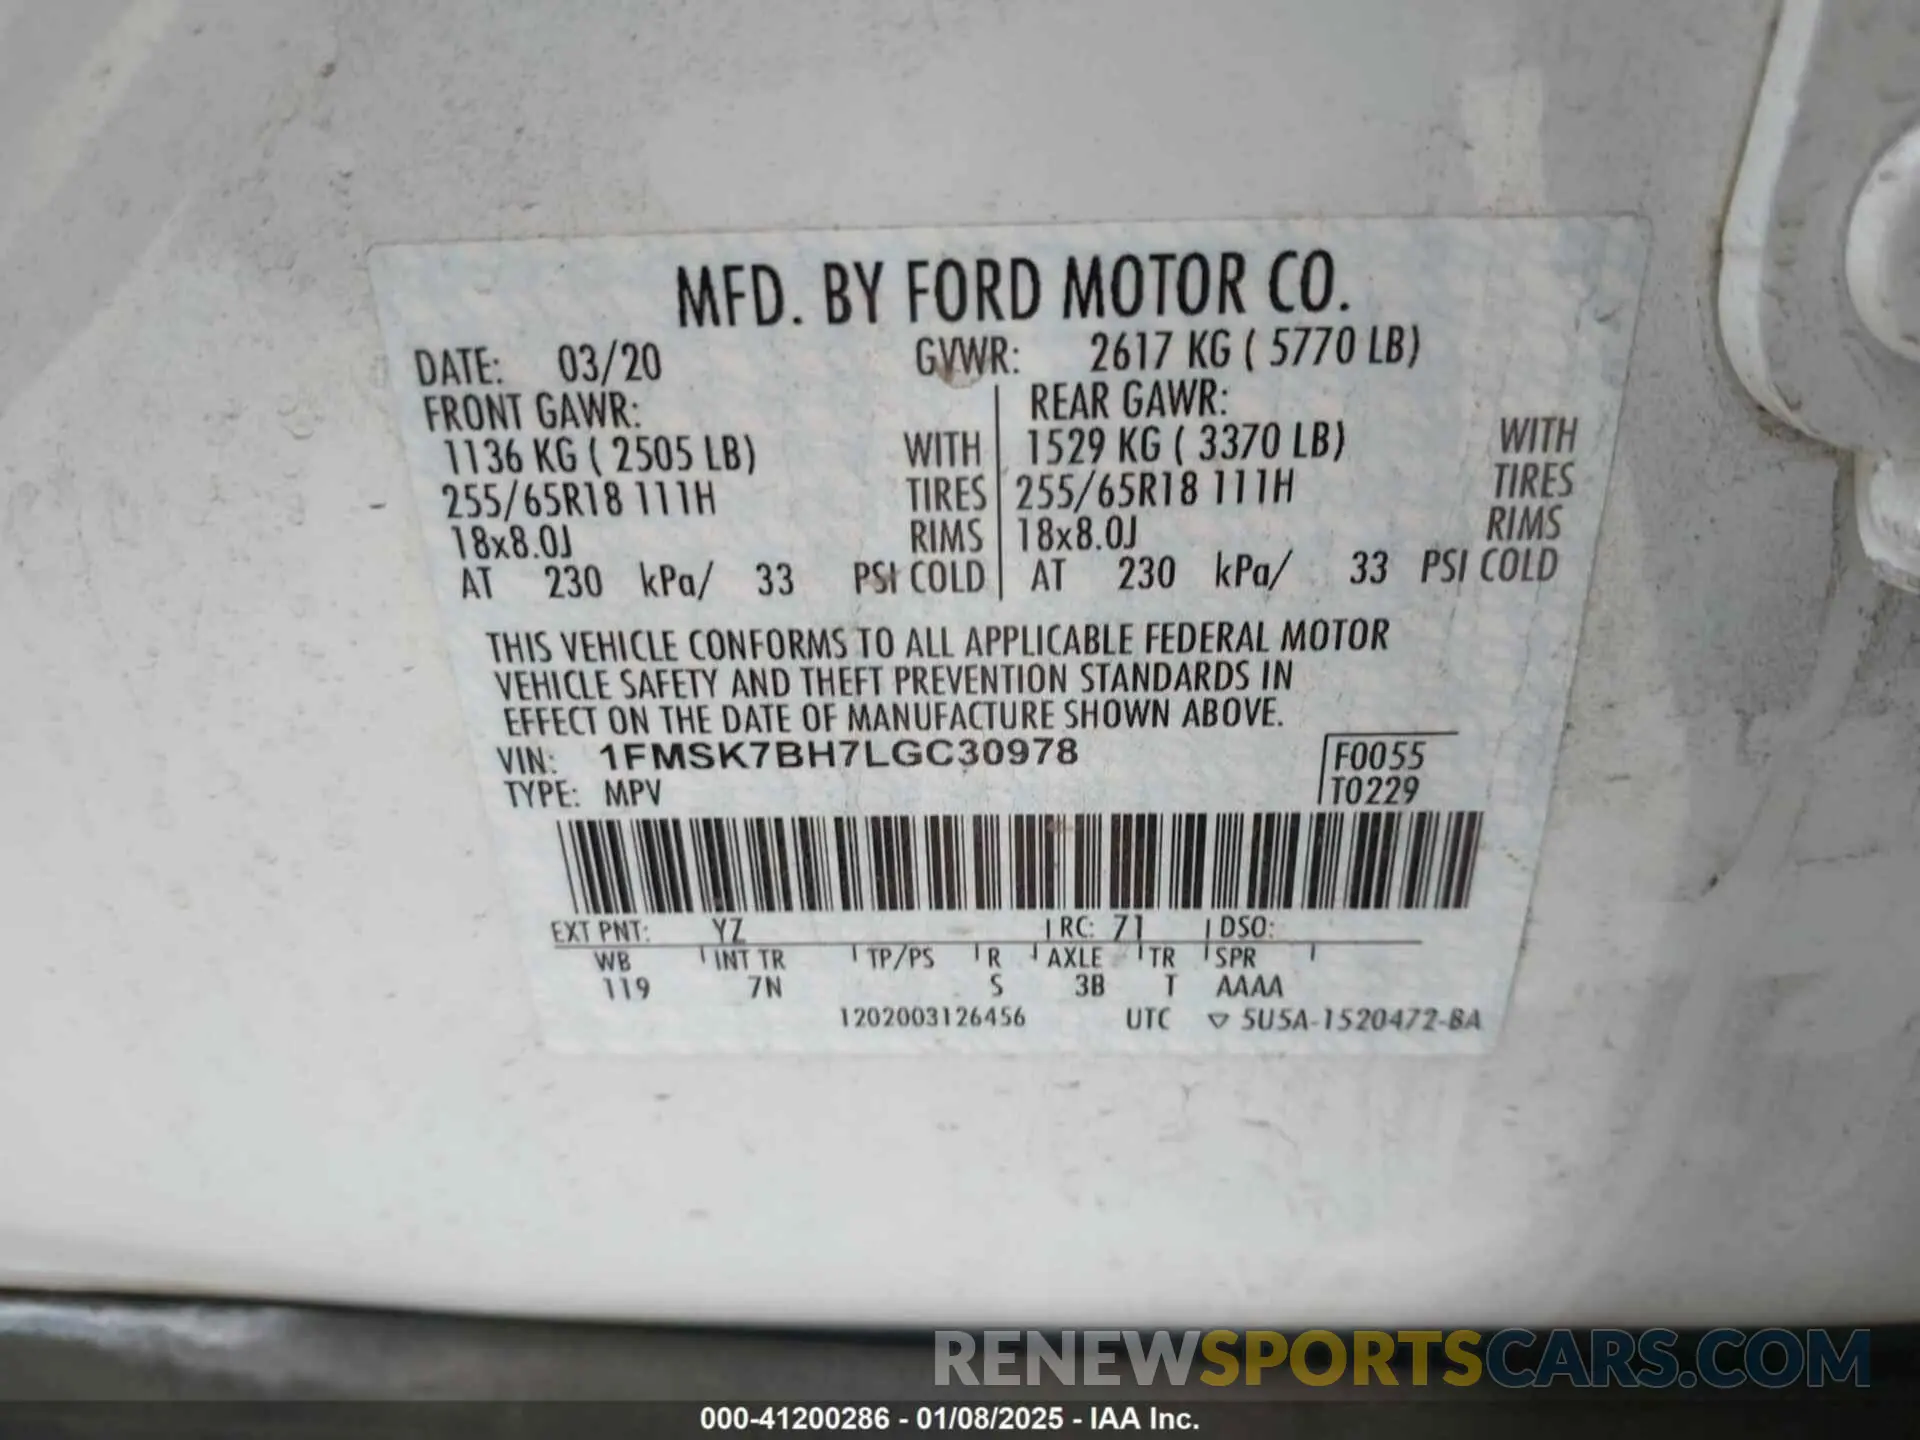 MFD. BY FORD MOTOR CO.
DATE: 03/20 GVWR: 2617 KG ( 5770 LB)
FRONT GAWR: REAR GAWR:
1136 KG ( 2505 LB) WITH 1529 KG ( 3370 LB) WITH
255/65R18 111H TIRES 255/65R18 111H TIRES
18x8.0J RIMS 18x8.0J RIMS
AT 230 kPa/ 33 PSI COLD AT 230 kPa/ 33 PSI COLD
THIS VEHICLE CONFORMS TO ALL APPLICABLE FEDERAL MOTOR
VEHICLE SAFETY AND THEFT PREVENTION STANDARDS IN
EFFECT ON THE DATE OF MANUFACTURE SHOWN ABOVE.
VIN: 1FMSK7BH7LGC30978 F0055
TYPE: MPV T0229
EXT PNT: YZ RC: 71 DSO:
WB INT TR TP/PS R AXLE TR SPR
119 7N S 3B T AAAA
1202003126456 UTC ▽ 5U5A-1520472-BA
RENEWSPORTSCARS.COM
000-41200286 - 01/08/2025 - IAA Inc.